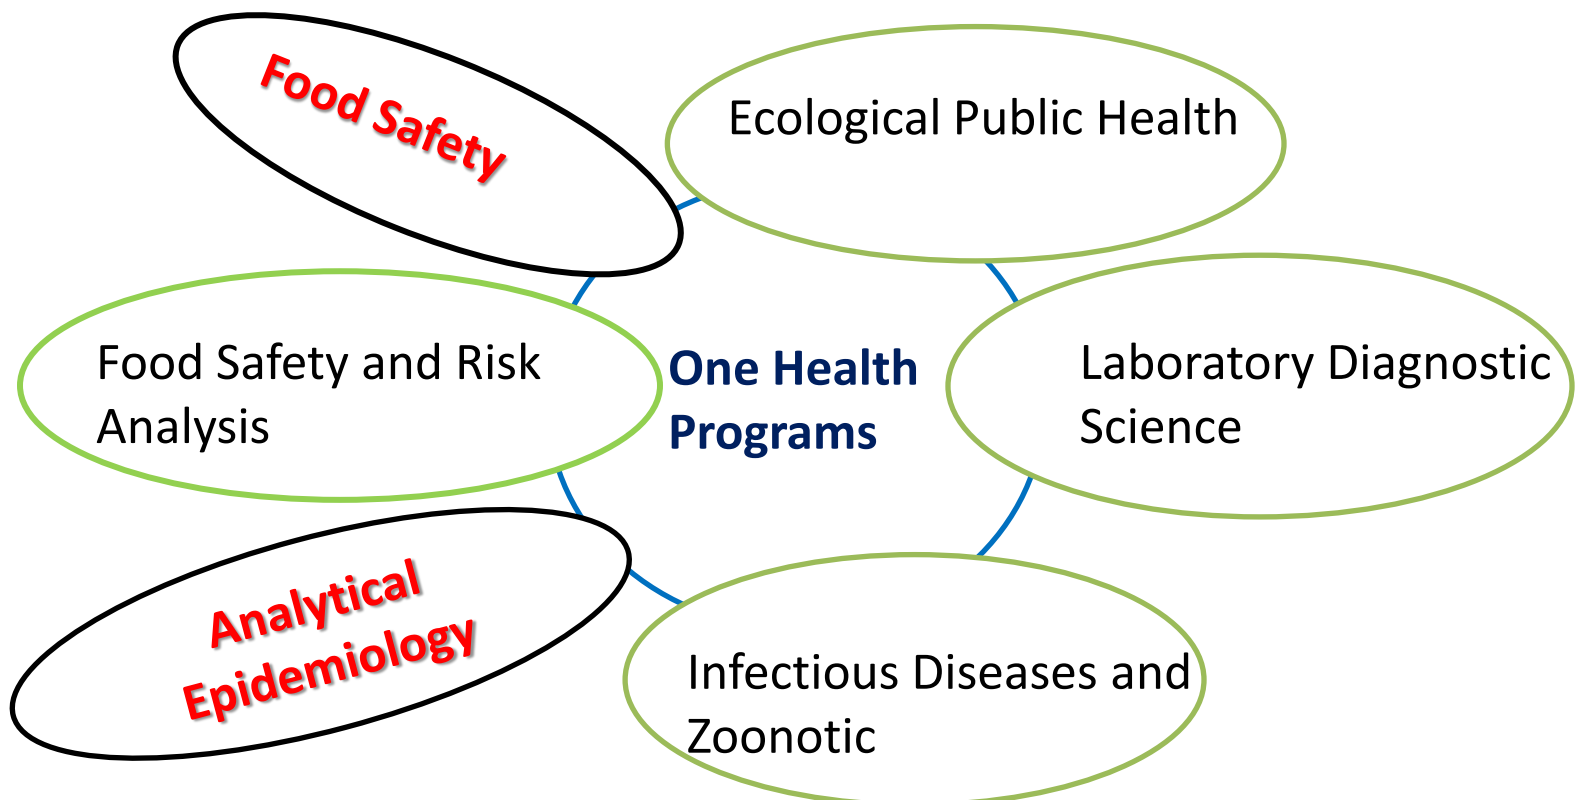 Food Safety
Ecological Public Health
Food Safety and Risk
Analysis
One Health
Programs
Laboratory Diagnostic
Science
Analytical
Epidemiology
Infectious Diseases and
Zoonotic